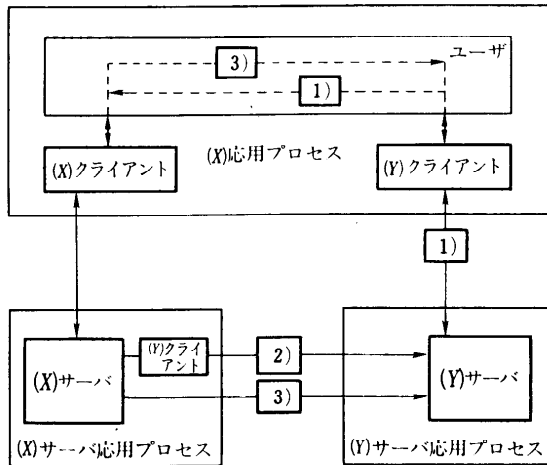 ユーザ
3)
1)
(X)応用プロセス
(X)クライアント
(Y)クライアント
1)
(Y)クライ
アント
2)
(X)サーバ
3)
(Y)サーバ
(X)サーバ応用プロセス
(Y)サーバ応用プロセス